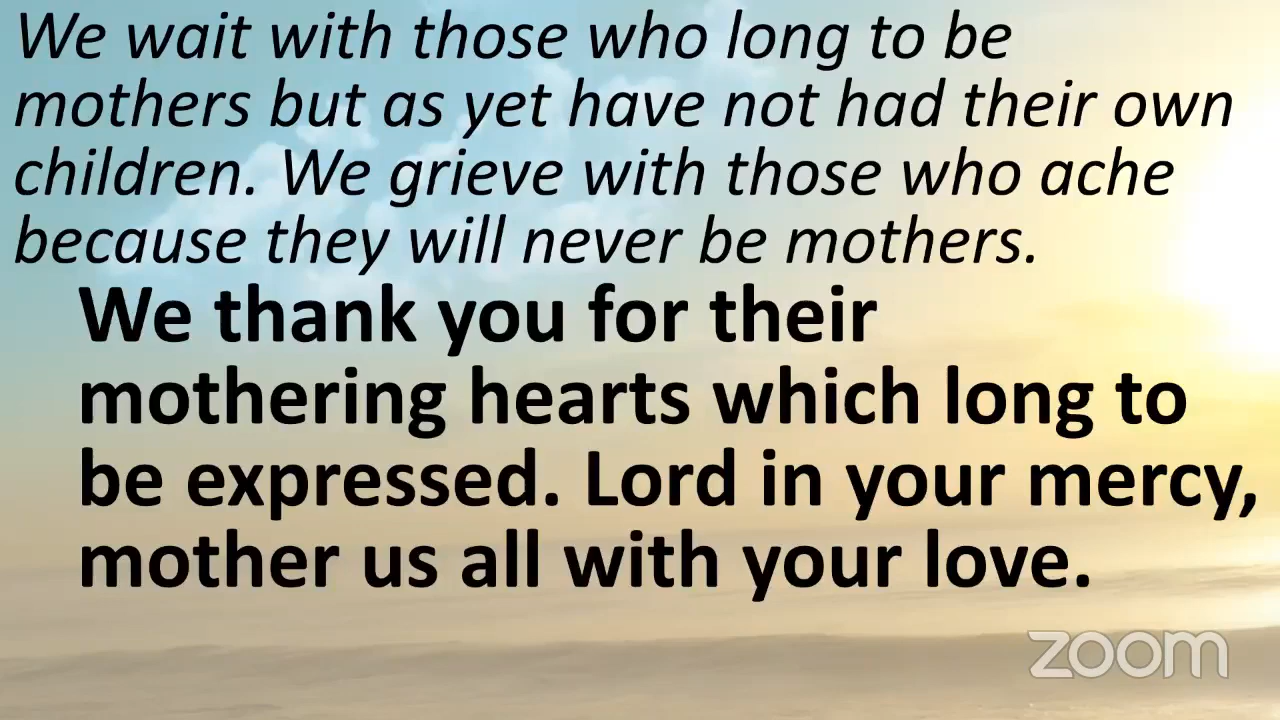 We wait with those who long to be
mothers but as yet have not had their own
children. We grieve with those who ache
because they will never be mothers.
We thank you for their
mothering hearts which long to
be expressed. Lord in your mercy,
mother us all with your love.
zoom